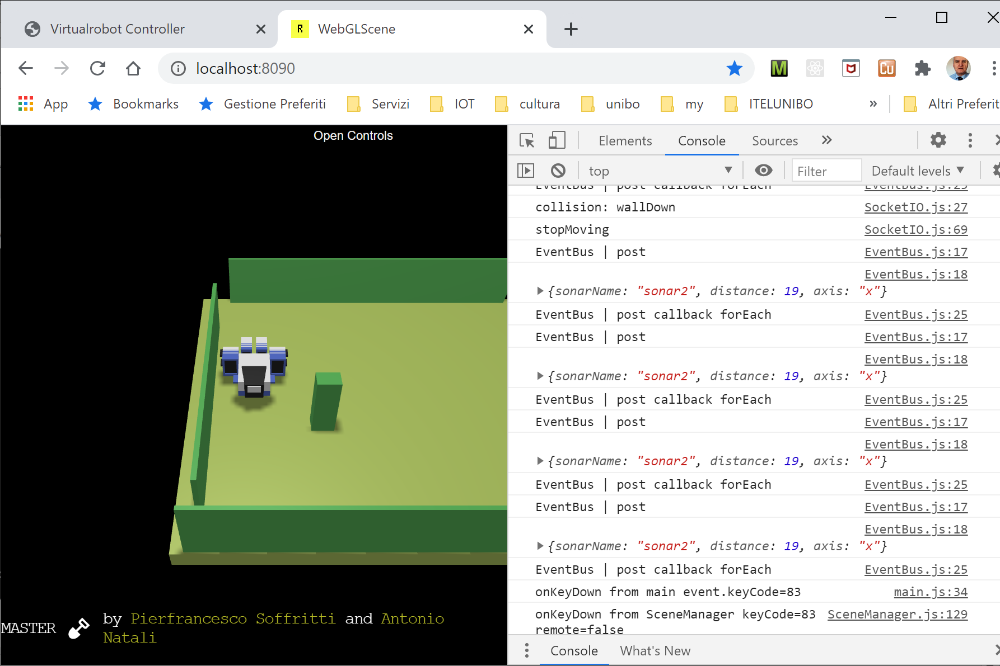 Virtualrobot Controller
R WebGLScene
localhost:8090
M Cu
App Bookmarks Gestione Preferiti Servizi IOT cultura unibo my ITELUNIBO » Altri Preferit
Open Controls
Elements Console Sources »
top Filter Default levels
EventBus | post callback forEach EventBus.js:25
collision: wallDown SocketIO.js:27
stopMoving SocketIO.js:69
EventBus | post EventBus.js:17
EventBus.js:18
{sonarName: "sonar2", distance: 19, axis: "x"}
EventBus | post callback forEach EventBus.js:25
EventBus | post EventBus.js:17
EventBus.js:18
{sonarName: "sonar2", distance: 19, axis: "x"}
EventBus | post callback forEach EventBus.js:25
EventBus | post EventBus.js:17
EventBus.js:18
{sonarName: "sonar2", distance: 19, axis: "x"}
EventBus | post callback forEach EventBus.js:25
EventBus | post EventBus.js:17
EventBus.js:18
{sonarName: "sonar2", distance: 19, axis: "x"}
EventBus | post callback forEach EventBus.js:25
onKeyDown from main event.keyCode=83 main.js:34
onKeyDown from SceneManager keyCode=83 SceneManager.js:129
remote=false
MASTER by Pierfrancesco Soffritti and Antonio
Natali
Console What's New